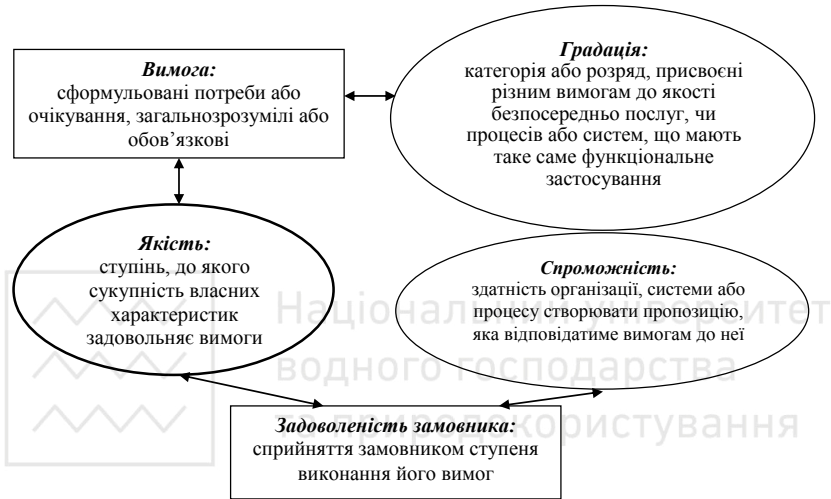 Вимога:
сформульовані потреби або
очікування, загальнозрозумілі або
обов’язкові
Градація:
категорія або розряд, присвоєні
різним вимогам до якості
безпосередньо послуг, чи
процесів або систем, що мають
таке саме функціональне
застосування
Якість:
ступінь, до якого
сукупність власних
характеристик
задовольняє вимоги
Спроможність:
здатність організації, системи або
процесу створювати пропозицію,
яка відповідатиме вимогам до неї
Задоволеність замовника:
сприйняття замовником ступеня
виконання його вимог
Національний університет
водного господарства
та природокористування